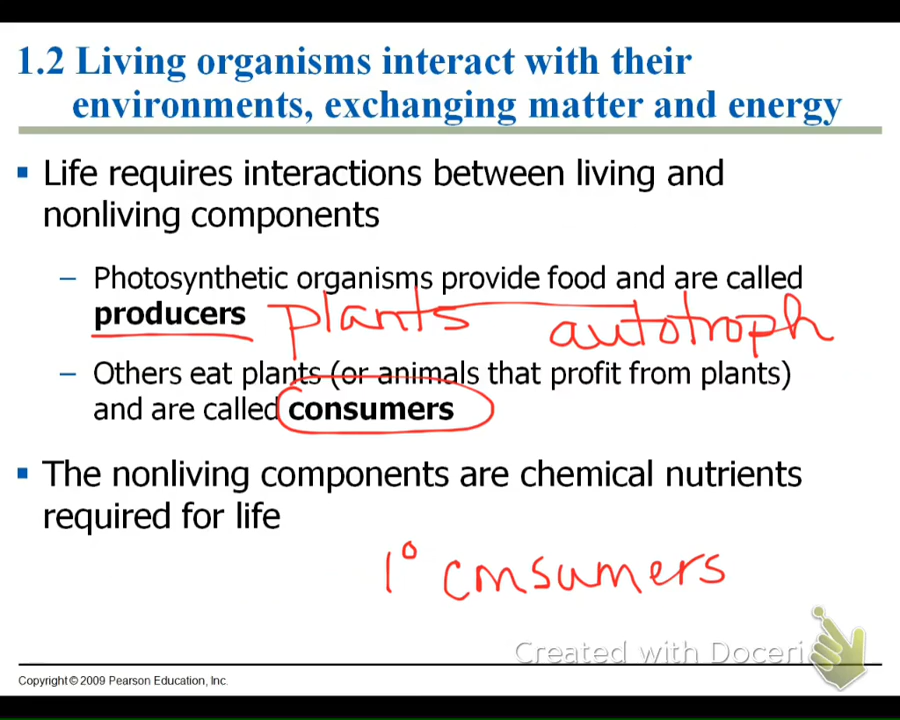 1.2 Living organisms interact with their
environments, exchanging matter and energy
▪ Life requires interactions between living and
nonliving components
– Photosynthetic organisms provide food and are called
producers plants autotroph
– Others eat plants (or animals that profit from plants)
and are called consumers
▪ The nonliving components are chemical nutrients
required for life
1° consumers
Created with Doceri
Copyright © 2009 Pearson Education, Inc.